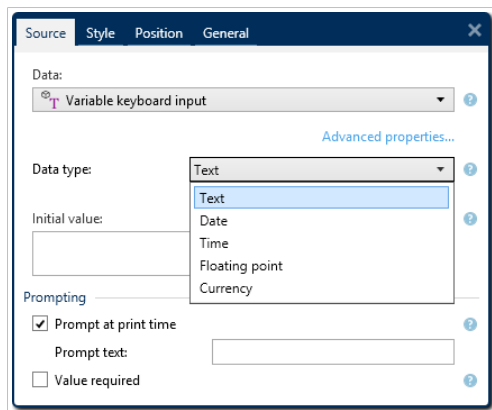 Source Style Position General
Data:
T Variable keyboard input
Advanced properties...
Data type: Text
Text
Date
Initial value:
Time
Floating point
Currency
Prompting
Prompt at print time
Prompt text:
Value required